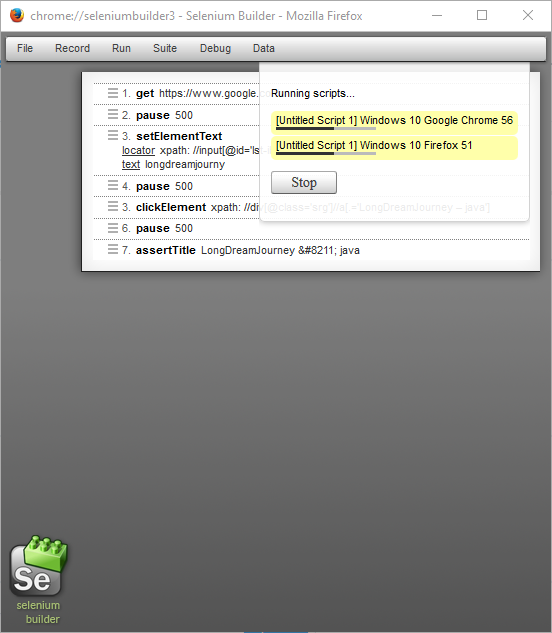 chrome://seleniumbuilder3 - Selenium Builder - Mozilla Firefox
File Record Run Suite Debug Data
1. get https://www.google.c
2. pause 500
3. setElementText
locator xpath: //input[@id='ls
text longdreamjourny
4. pause 500
3. clickElement xpath: //div[@class='srg']//a[.='LongDreamJourney – java']
6. pause 500
7. assertTitle LongDreamJourney &#8211; java
Running scripts...
[Untitled Script 1] Windows 10 Google Chrome 56
[Untitled Script 1] Windows 10 Firefox 51
Stop
Se
selenium
builder